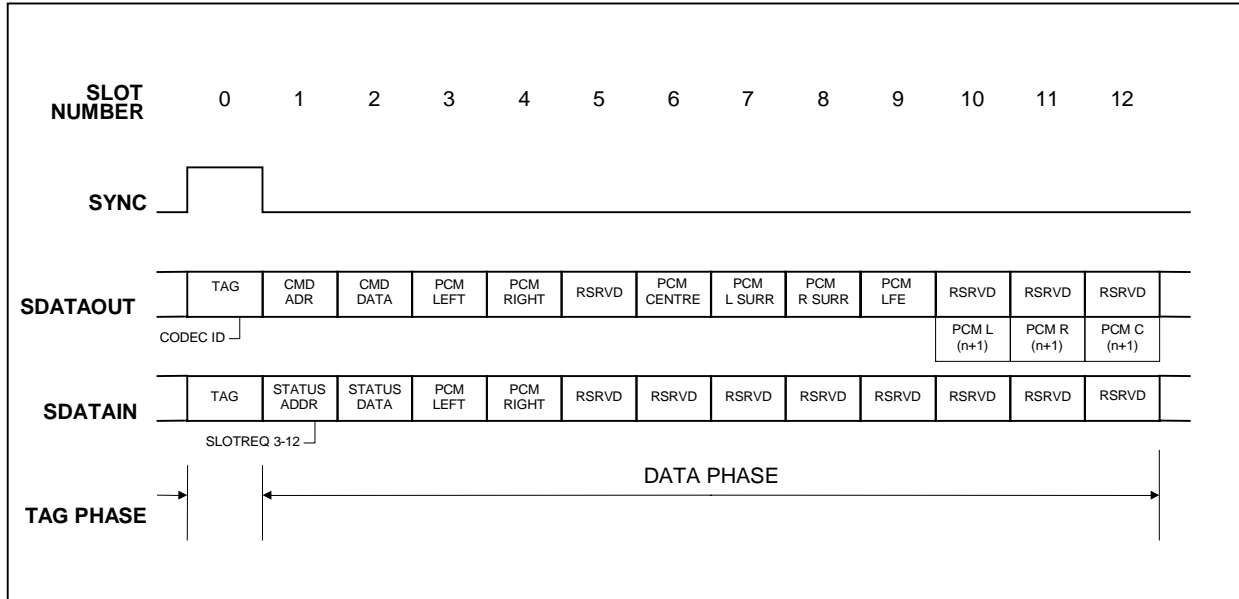 SLOT
NUMBER
0 1 2 3 4 5 6 7 8 9 10 11 12
SYNC
SDATAOUT
TAG
CMD
ADR
CMD
DATA
PCM
LEFT
PCM
RIGHT
RSRVD
PCM
CENTRE
PCM
L SURR
PCM
R SURR
PCM
LFE
RSRVD
RSRVD
RSRVD
CODEC ID
PCM L
(n+1)
PCM R
(n+1)
PCM C
(n+1)
SDATAIN
TAG
STATUS
ADDR
STATUS
DATA
PCM
LEFT
PCM
RIGHT
RSRVD
RSRVD
RSRVD
RSRVD
RSRVD
RSRVD
RSRVD
RSRVD
SLOTREQ 3-12
DATA PHASE
TAG PHASE